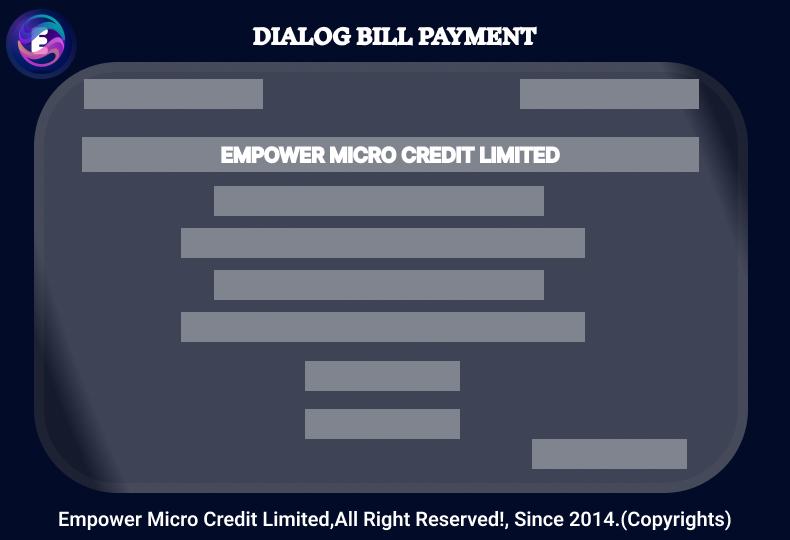 DIALOG BILL PAYMENT
EMPOWER MICRO CREDIT LIMITED
Empower Micro Credit Limited,All Right Reserved!, Since 2014.(Copyrights)